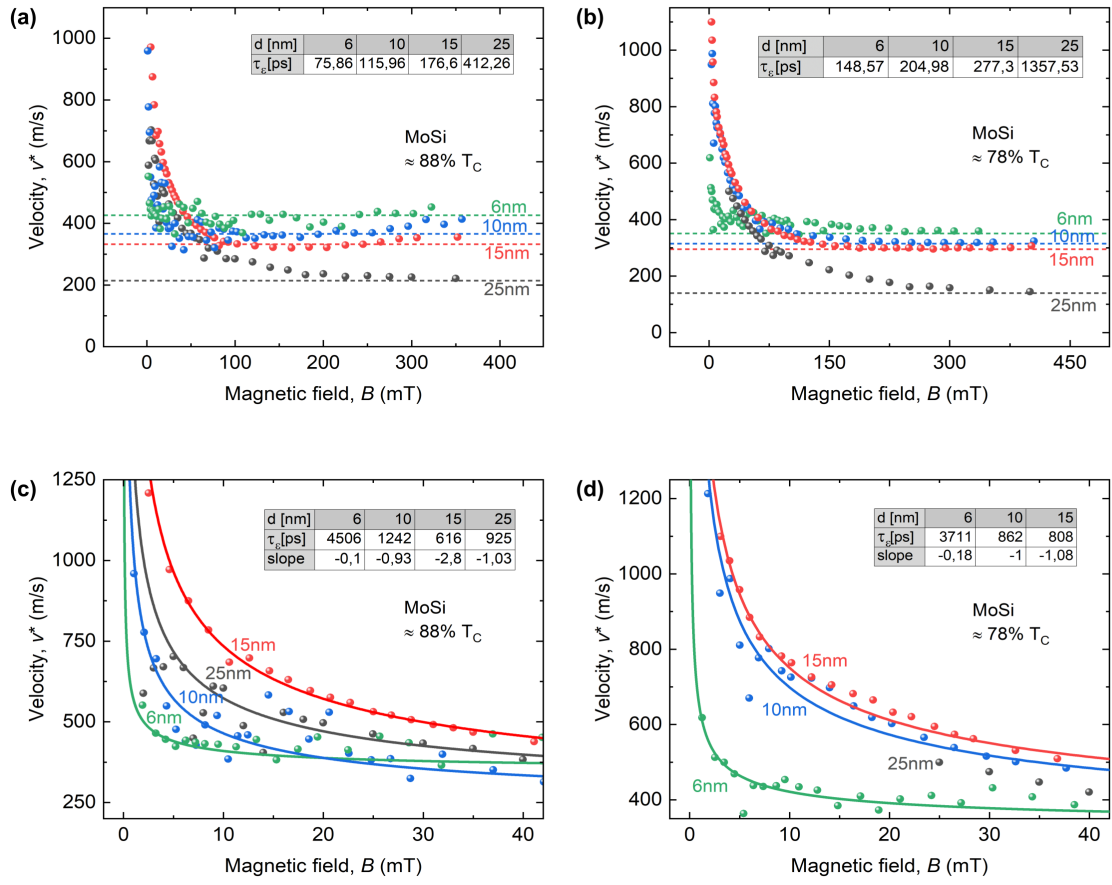 (a)
1000
800
600
400
200
0
Velocity, v* (m/s)
d [nm] 6 10 15 25
τε[ps] 75,86 115,96 176,6 412,26
MoSi
≈ 88% TC
6nm
10nm
15nm
25nm
0 100 200 300 400
Magnetic field, B (mT)
(b)
1000
800
600
400
200
0
Velocity, v* (m/s)
d [nm] 6 10 15 25
τε[ps] 148,57 204,98 277,3 1357,53
MoSi
≈ 78% TC
6nm
10nm
15nm
25nm
0 150 300 450
Magnetic field, B (mT)
(c)
1250
1000
750
500
250
Velocity, v* (m/s)
d [nm] 6 10 15 25
τε[ps] 4506 1242 616 925
slope -0,1 -0,93 -2,8 -1,03
MoSi
≈ 88% TC
15nm
25nm
10nm
6nm
0 10 20 30 40
Magnetic field, B (mT)
(d)
1200
1000
800
600
400
Velocity, v* (m/s)
d [nm] 6 10 15
τε[ps] 3711 862 808
slope -0,18 -1 -1,08
MoSi
≈ 78% TC
15nm
10nm
25nm
6nm
0 10 20 30 40
Magnetic field, B (mT)